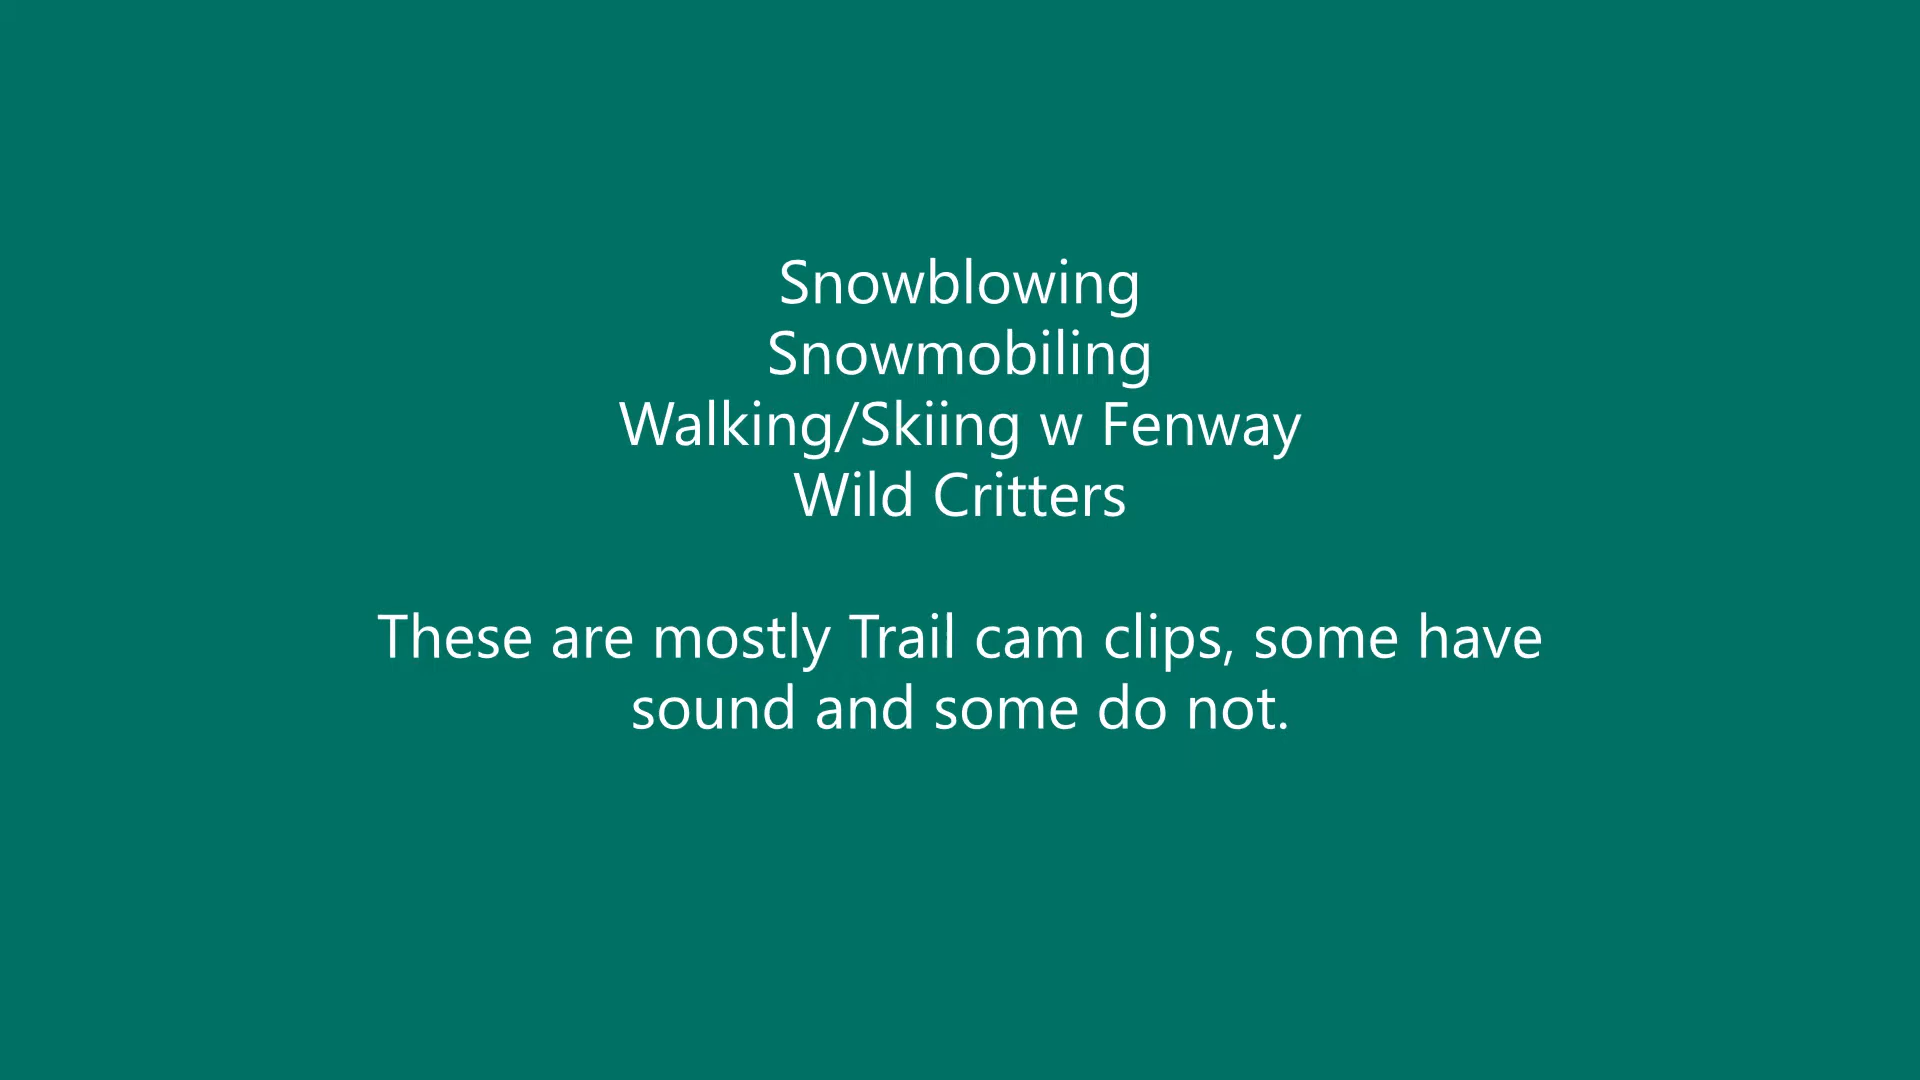 Snowblowing
Snowmobiling
Walking/Skiing w Fenway
Wild Critters
These are mostly Trail cam clips, some have
sound and some do not.